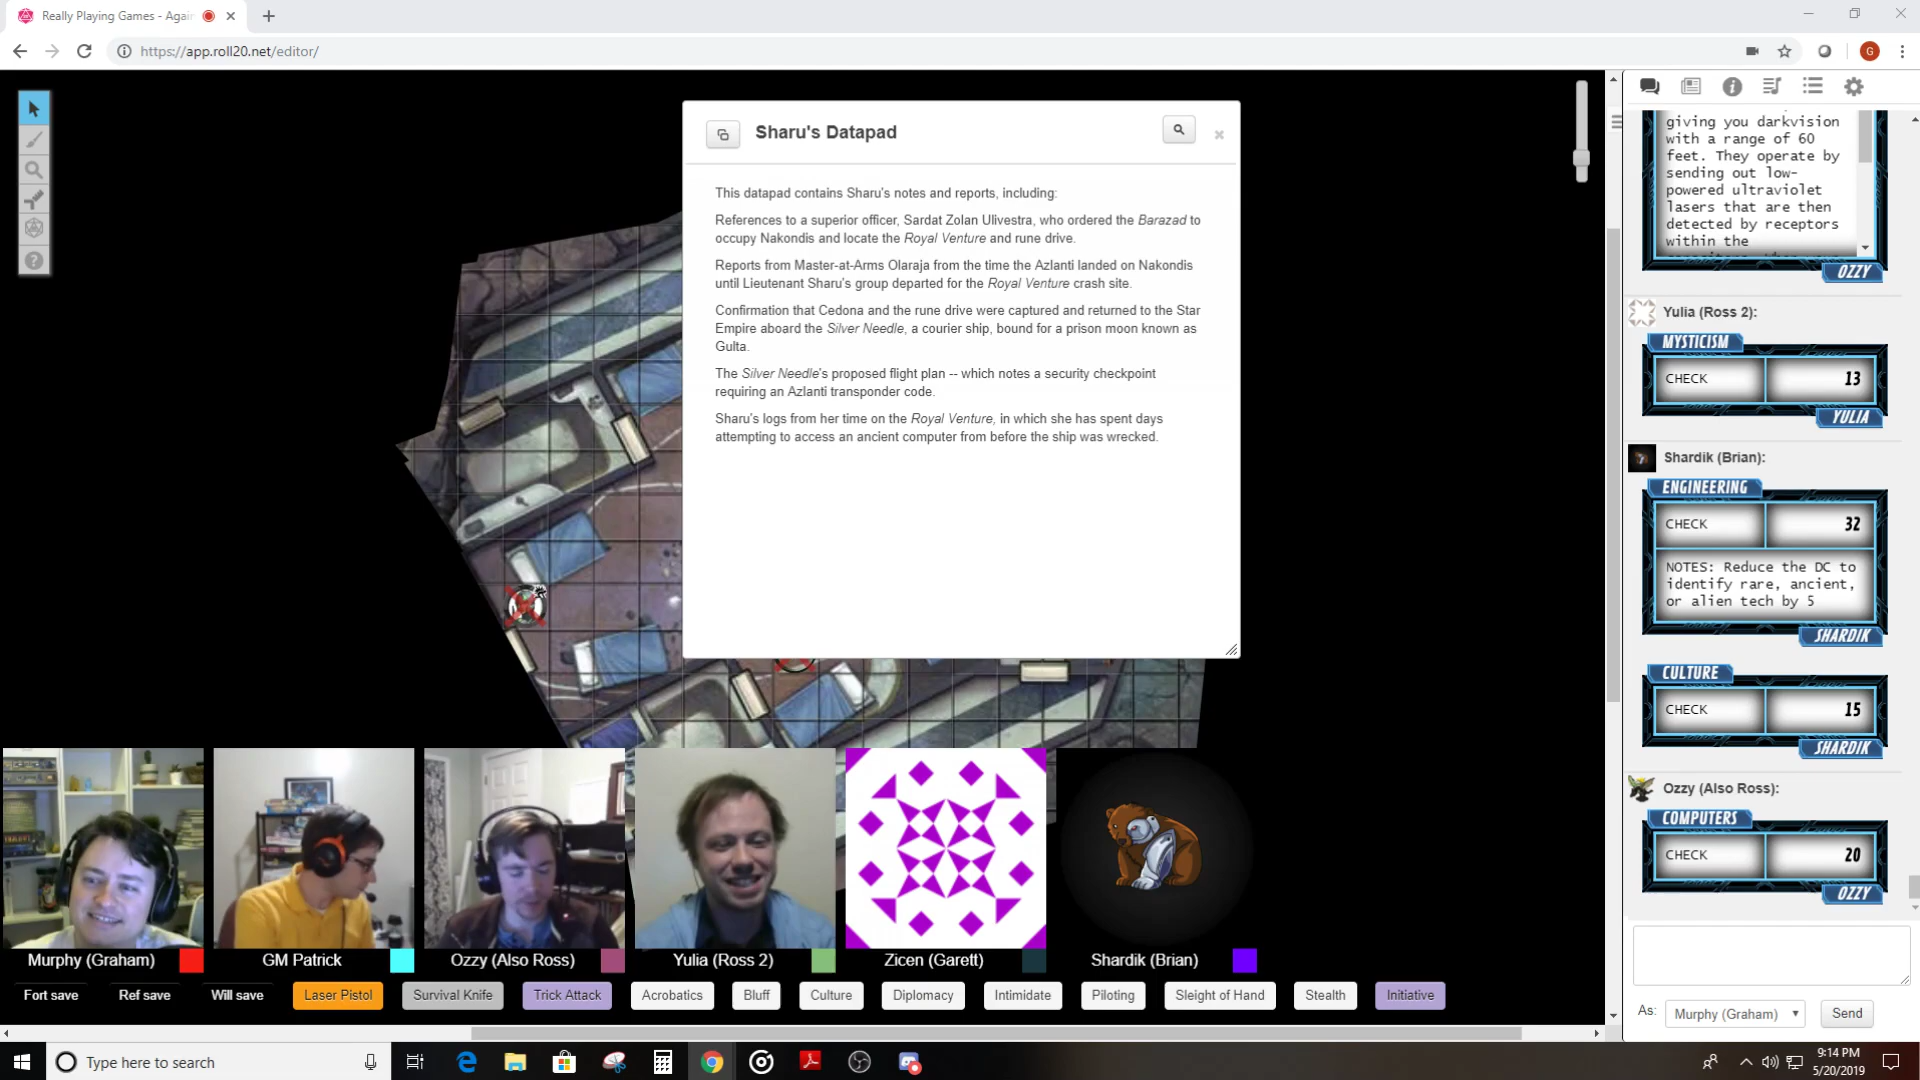 Really Playing Games - Agai
https://app.roll20.net/editor/
G
Sharu's Datapad
This datapad contains Sharu's notes and reports, including:
References to a superior officer, Sardat Zolan Ulivestra, who ordered the Barazad to
occupy Nakondis and locate the Royal Venture and rune drive.
Reports from Master-at-Arms Olaraja from the time the Azlanti landed on Nakondis
until Lieutenant Sharu's group departed for the Royal Venture crash site.
Confirmation that Cedona and the rune drive were captured and returned to the Star
Empire aboard the Silver Needle, a courier ship, bound for a prison moon known as
Gulta.
The Silver Needle's proposed flight plan -- which notes a security checkpoint
requiring an Azlanti transponder code.
Sharu's logs from her time on the Royal Venture, in which she has spent days
attempting to access an ancient computer from before the ship was wrecked.
giving you darkvision
with a range of 60
feet. They operate by
sending out low-
powered ultraviolet
lasers that are then
detected by receptors
within the
OZZY
Yulia (Ross 2):
MYSTICISM
CHECK 13
YULIA
Shardik (Brian):
ENGINEERING
CHECK 32
NOTES: Reduce the DC to
identify rare, ancient,
or alien tech by 5
SHARDIK
CULTURE
CHECK 15
SHARDIK
Ozzy (Also Ross):
COMPUTERS
CHECK 20
OZZY
As: Murphy (Graham) Send
Murphy (Graham)
GM Patrick
Ozzy (Also Ross)
Yulia (Ross 2)
Zicen (Garett)
Shardik (Brian)
Fort save Ref save Will save Laser Pistol Survival Knife Trick Attack Acrobatics Bluff Culture Diplomacy Intimidate Piloting Sleight of Hand Stealth Initiative
Type here to search
9:14 PM
5/20/2019